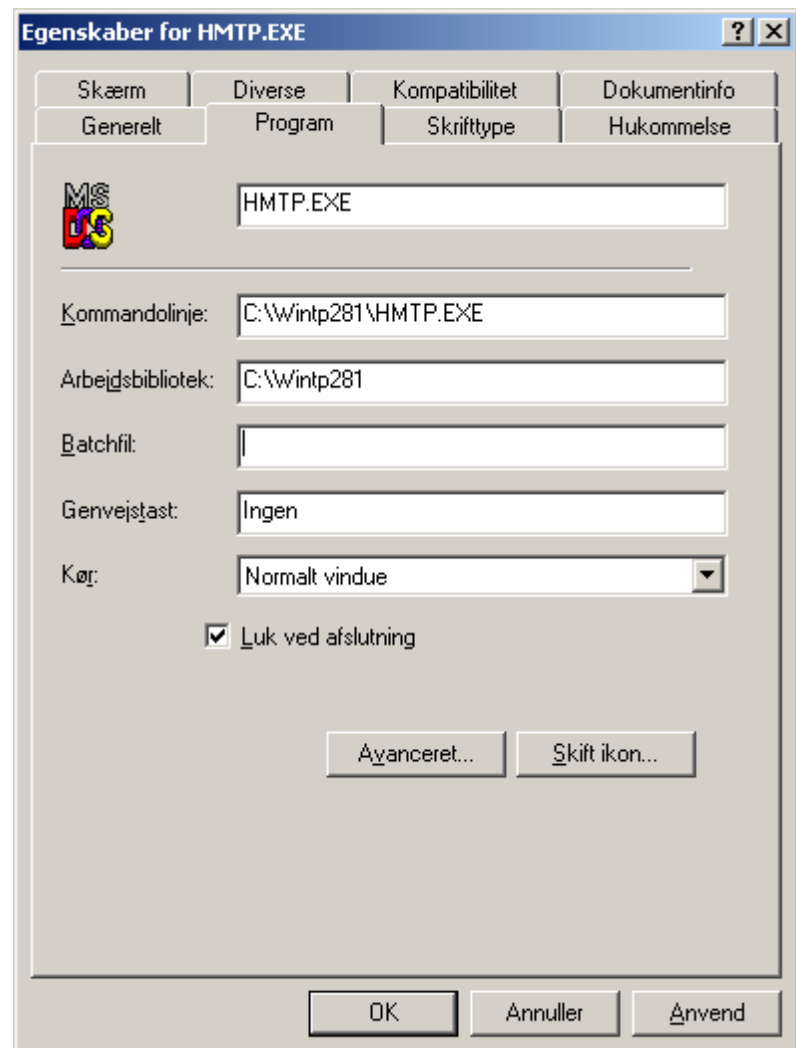 Egenskaber for HMTP.EXE
Skærm Diverse Kompatibilitet Dokumentinfo
Generelt Program Skrifttype Hukommelse
MS
DOS
HMTP.EXE
Kommandolinje: C:\Wintp281\HMTP.EXE
Arbejdsbibliotek: C:\Wintp281
Batchfil:
Genvejstast: Ingen
Kør: Normalt vindue
Luk ved afslutning
Avanceret... Skift ikon...
OK Annuller Anvend